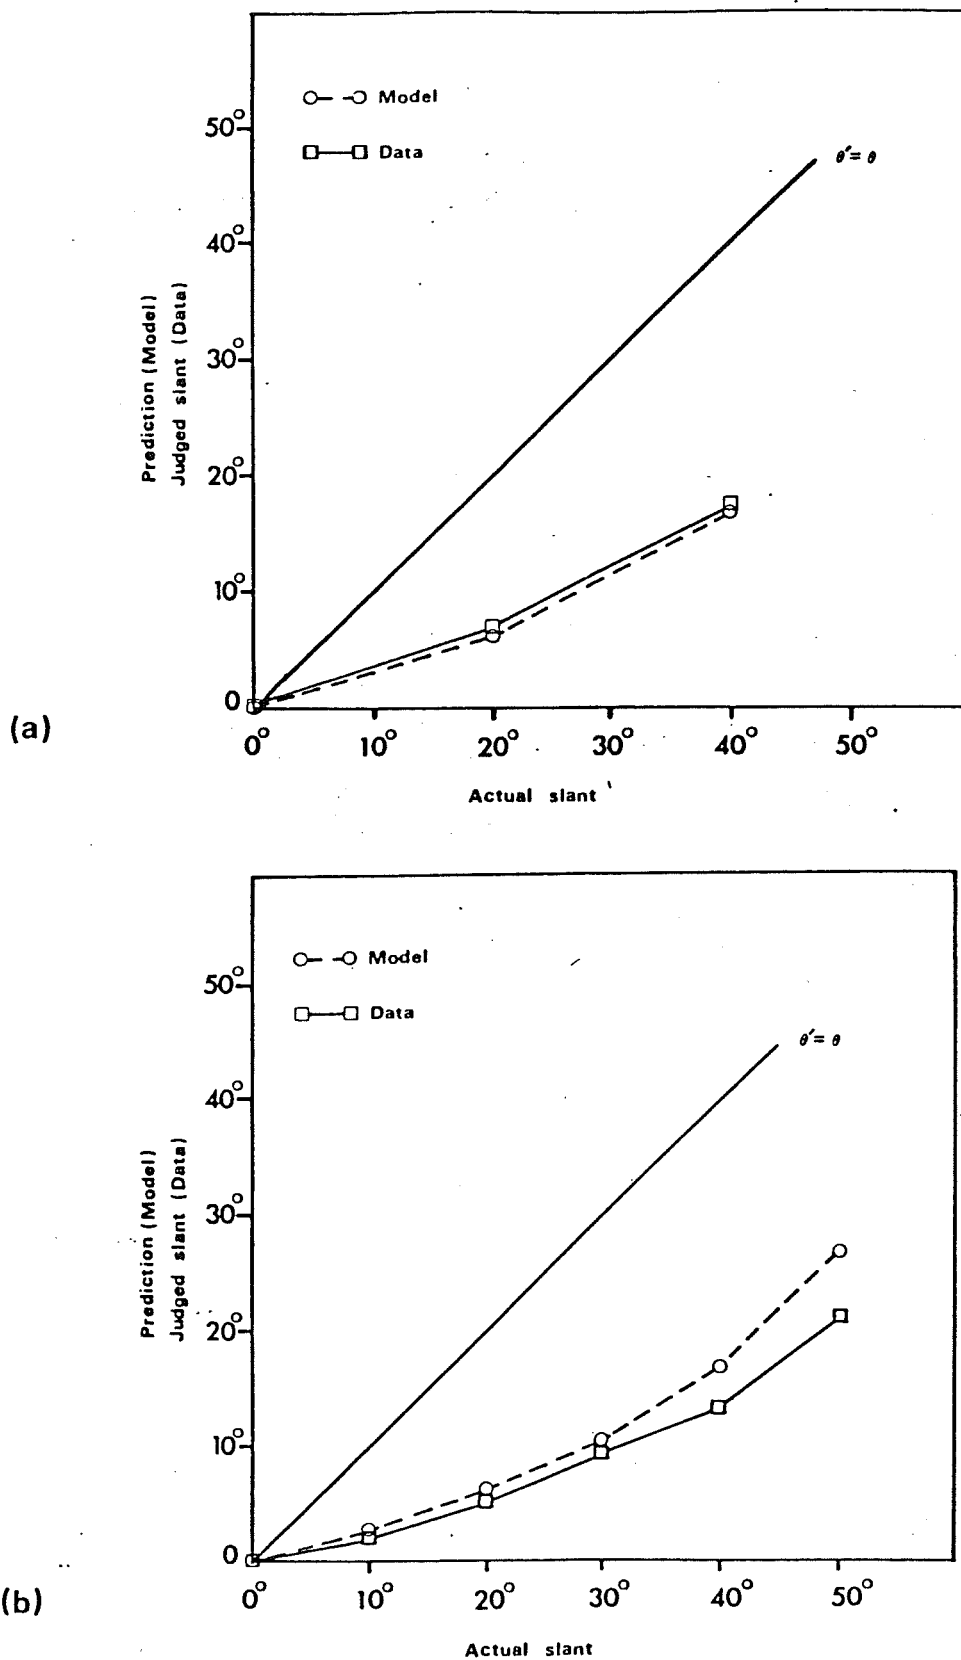 Model
Data
50°
40°
30°
20°
10°
0
θ′= θ
Prediction (Model)
Judged slant (Data)
(a)
0° 10° 20° 30° 40° 50°
Actual slant
Model
Data
50°
40°
30°
20°
10°
0
θ′= θ
Prediction (Model)
Judged slant (Data)
(b)
0° 10° 20° 30° 40° 50°
Actual slant